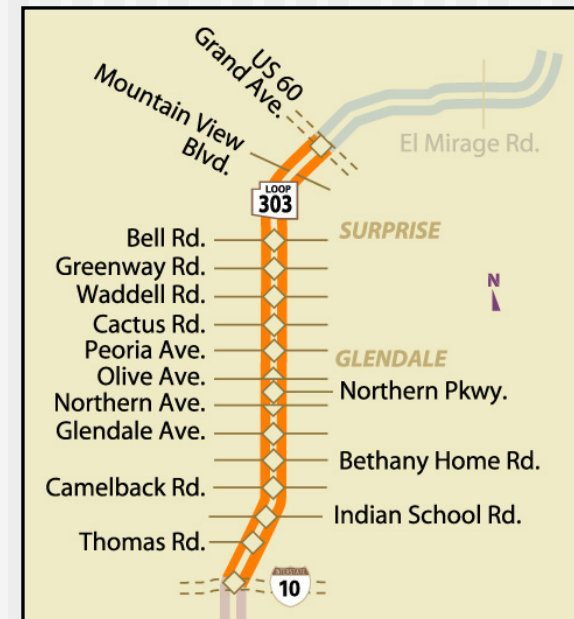 US 60
Grand Ave.
Mountain View
Blvd.
El Mirage Rd.
LOOP
303
SURPRISE
Bell Rd.
Greenway Rd.
N
Waddell Rd.
Cactus Rd.
Peoria Ave.
GLENDALE
Olive Ave.
Northern Pkwy.
Northern Ave.
Glendale Ave.
Bethany Home Rd.
Camelback Rd.
Indian School Rd.
Thomas Rd.
INTERSTATE
10